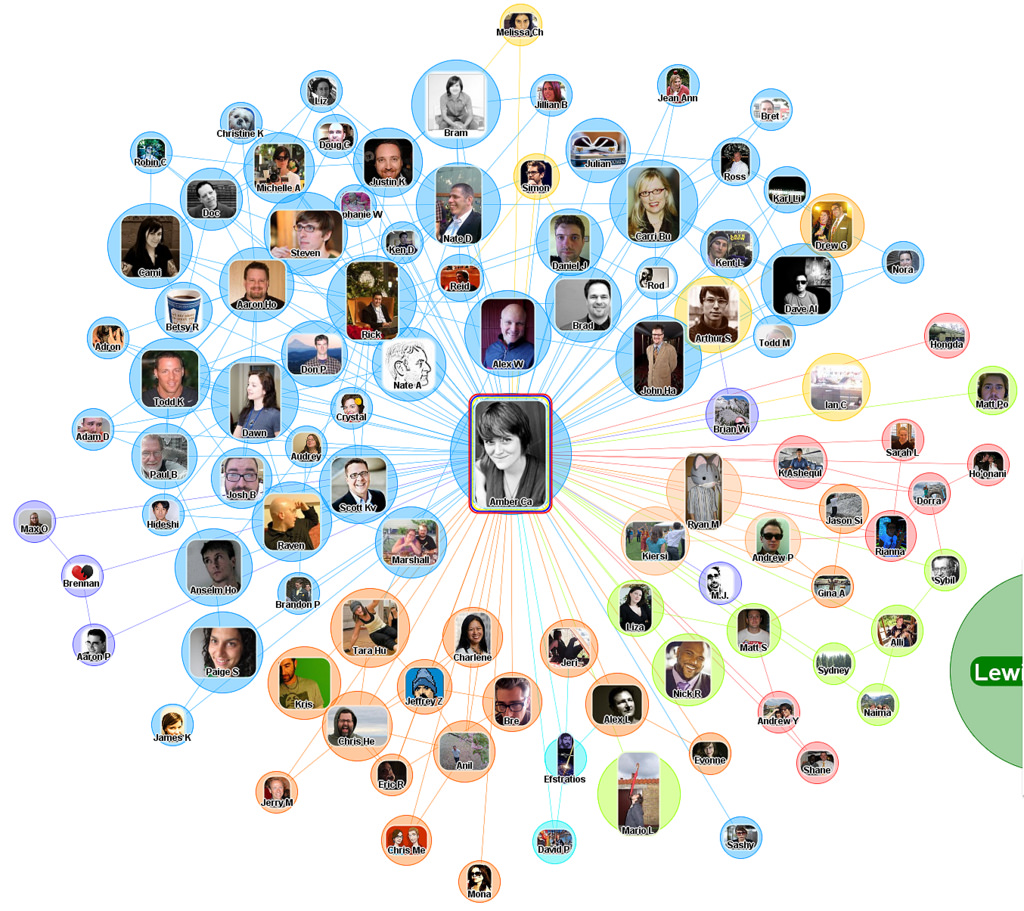 Melissa Ch
Liz
Bram
Jillian B
Jean Ann
Bret
Christine K
Doug C
Robin C
Michelle A
Justin K
Julian
Ross
Simon
Karl Li
Doc
phanie W
Nate D
Carri Bu
Drew G
Steven
Ken D
Daniel J
Kent L
Nora
Cami
Aaron Ho
Reid
Rod
Dave Al
Betsy R
Rick
Brad
Arthur S
Adron
Don P
Alex W
Todd M
Hongda
Nate A
John Ha
Todd K
Ian C
Matt Po
Dawn
Crystal
Brian Wi
Adam D
Audrey
Sarah L
Paul B
K Ashequl
Ho'onani
Josh B
Scott Kv
Amber Ca
Dorra
Max O
Hideshi
Ryan M
Jason Si
Raven
Marshall
Kiersi
Andrew P
Rianna
Brennan
Anselm Ho
M.J.
Gina A
Sybil
Brandon P
Liza
Aaron P
Tara Hu
Charlene
Matt S
Alli
Paige S
Jeri
Sydney
Lewi
Kris
Jeffrey Z
Nick R
Naima
James K
Chris He
Bre
Alex L
Andrew Y
Anil
Evonne
Shane
Eric R
Efstratios
Jerry M
Mario L
Chris Me
David P
Sashy
Mona